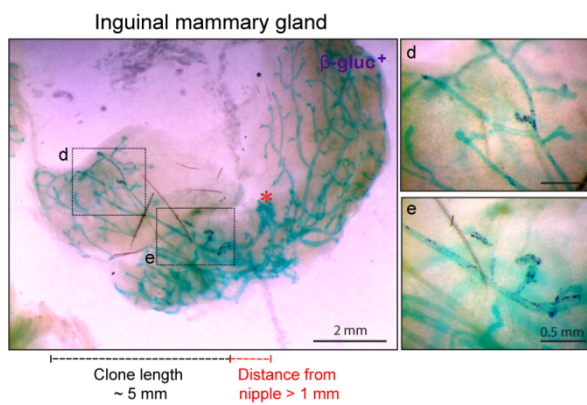 Inguinal mammary gland
β-gluc⁺
d
e
*
2 mm
Clone length
~ 5 mm
Distance from
nipple > 1 mm
d
e
0.5 mm